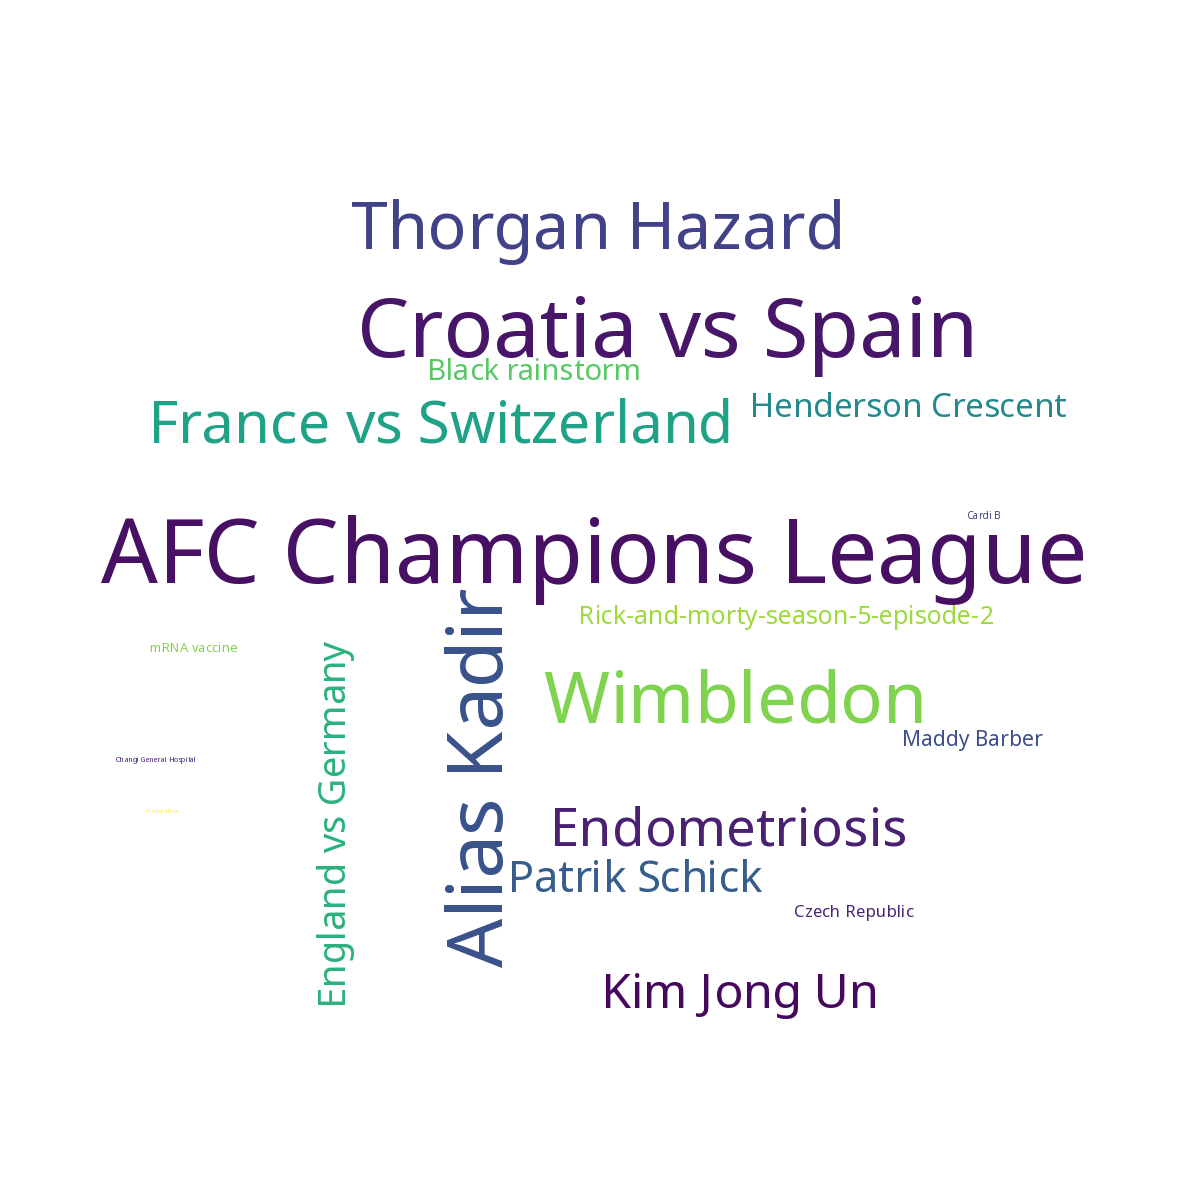 Thorgan Hazard
Croatia vs Spain
Black rainstorm
France vs Switzerland
Henderson Crescent
Cardi B
AFC Champions League
Alias Kadir
Rick-and-morty-season-5-episode-2
mRNA vaccine
England vs Germany
Wimbledon
Maddy Barber
Changi General Hospital
Endometriosis
Patrik Schick
Czech Republic
Kim Jong Un